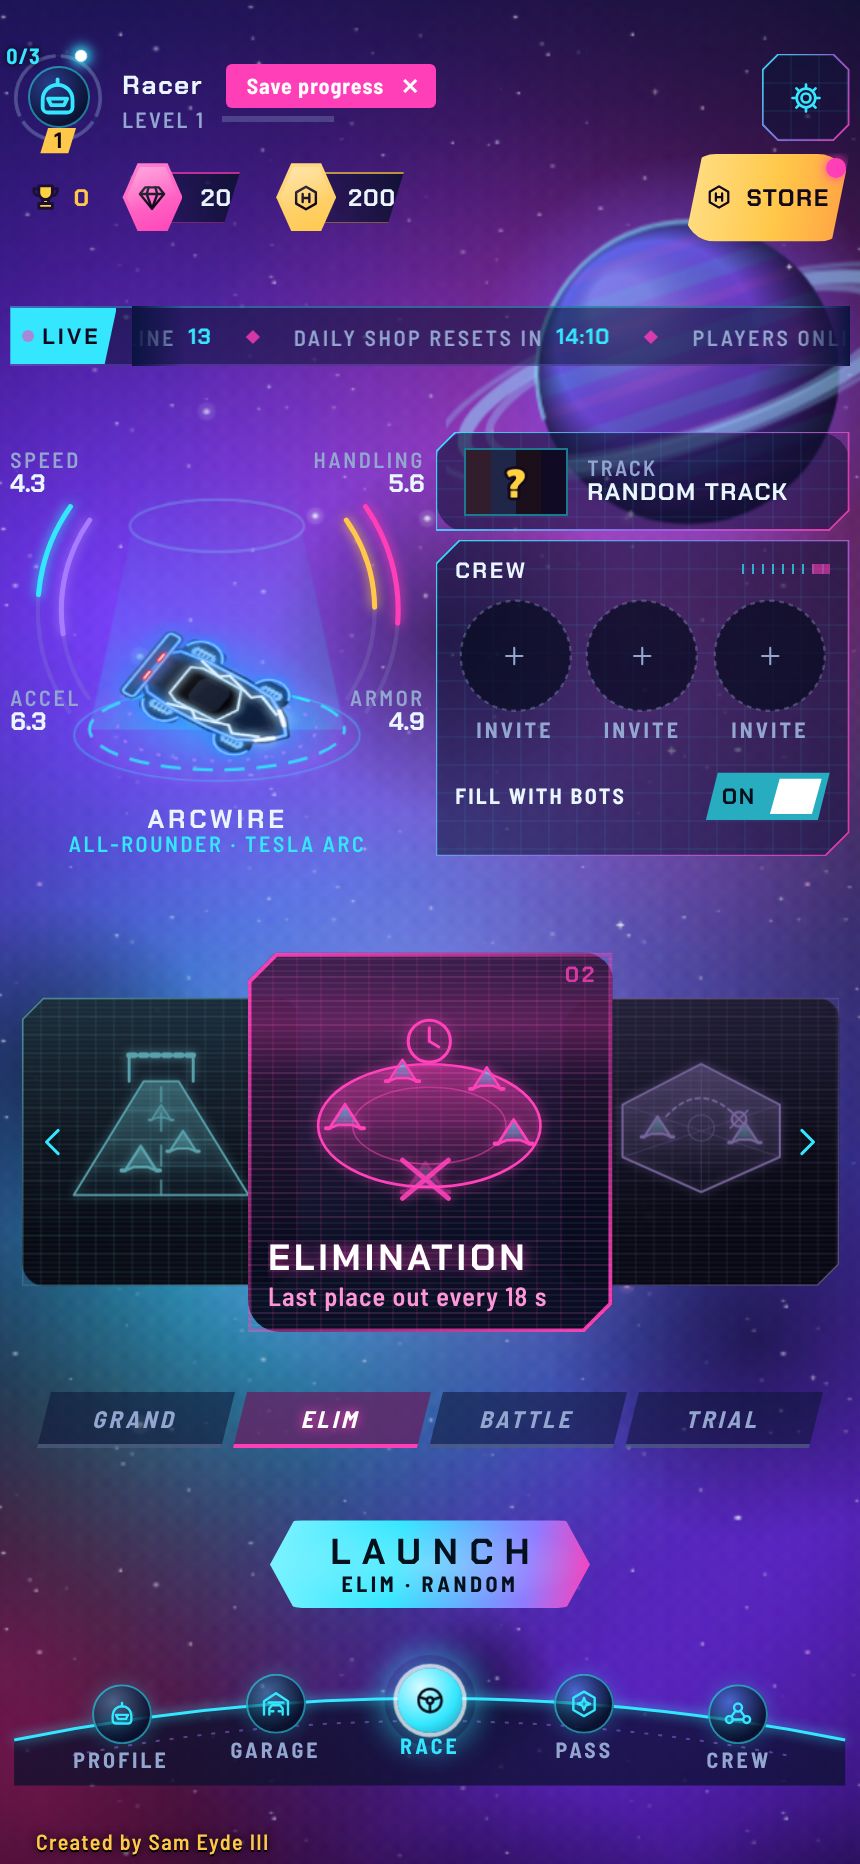 0/3
1
Racer
Save progress ✕
LEVEL 1
0
20
200
STORE
LIVE
INE 13 ◆ DAILY SHOP RESETS IN 14:10 ◆ PLAYERS ONLI
SPEED
4.3
HANDLING
5.6
ACCEL
6.3
ARMOR
4.9
ARCWIRE
ALL-ROUNDER · TESLA ARC
?
TRACK
RANDOM TRACK
CREW
+ + +
INVITE INVITE INVITE
FILL WITH BOTS ON
02
ELIMINATION
Last place out every 18 s
GRAND ELIM BATTLE TRIAL
LAUNCH
ELIM · RANDOM
PROFILE GARAGE RACE PASS CREW
Created by Sam Eyde III